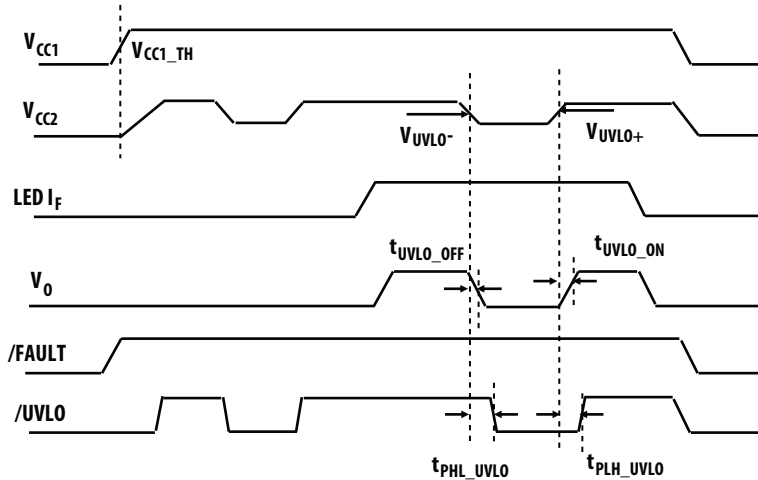 VCC1
VCC1_TH
VCC2
VUVLO-
VUVLO+
LED IF
tUVLO_OFF
tUVLO_ON
VO
/FAULT
/UVLO
tPHL_UVLO
tPLH_UVLO